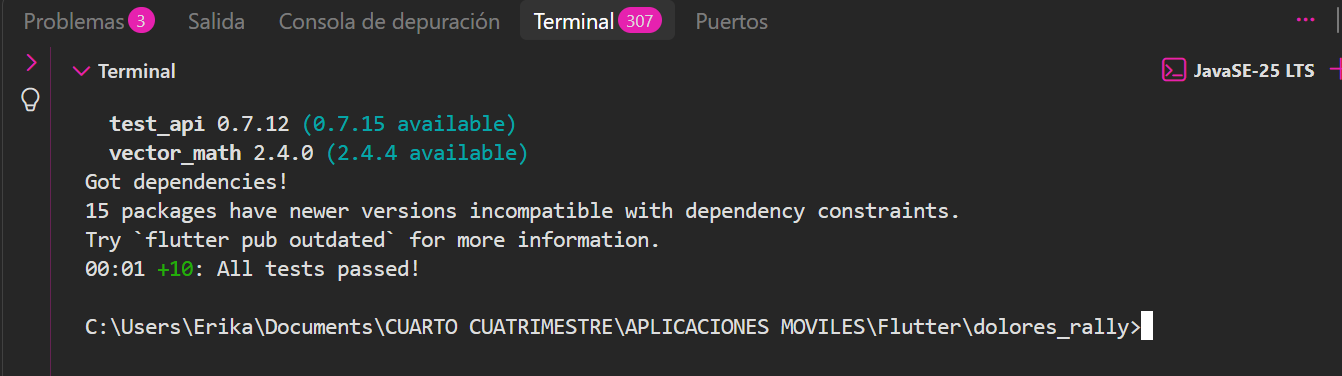 Problemas 3 Salida Consola de depuración Terminal 307 Puertos
Terminal JavaSE-25 LTS
test_api 0.7.12 (0.7.15 available)
vector_math 2.4.0 (2.4.4 available)
Got dependencies!
15 packages have newer versions incompatible with dependency constraints.
Try `flutter pub outdated` for more information.
00:01 +10: All tests passed!
C:\Users\Erika\Documents\CUARTO CUATRIMESTRE\APLICACIONES MOVILES\Flutter\dolores_rally>